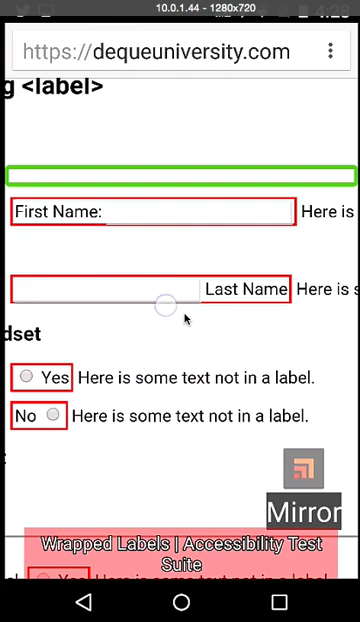 10.0.1.44 - 1280x720
4:28
https://dequeuniversity.com
g <label>
First Name: Here is
Last Name Here is s
dset
Yes Here is some text not in a label.
No Here is some text not in a label.
Mirror
Wrapped Labels | Accessibility Test
Suite
Yes Here is some text not in a label.